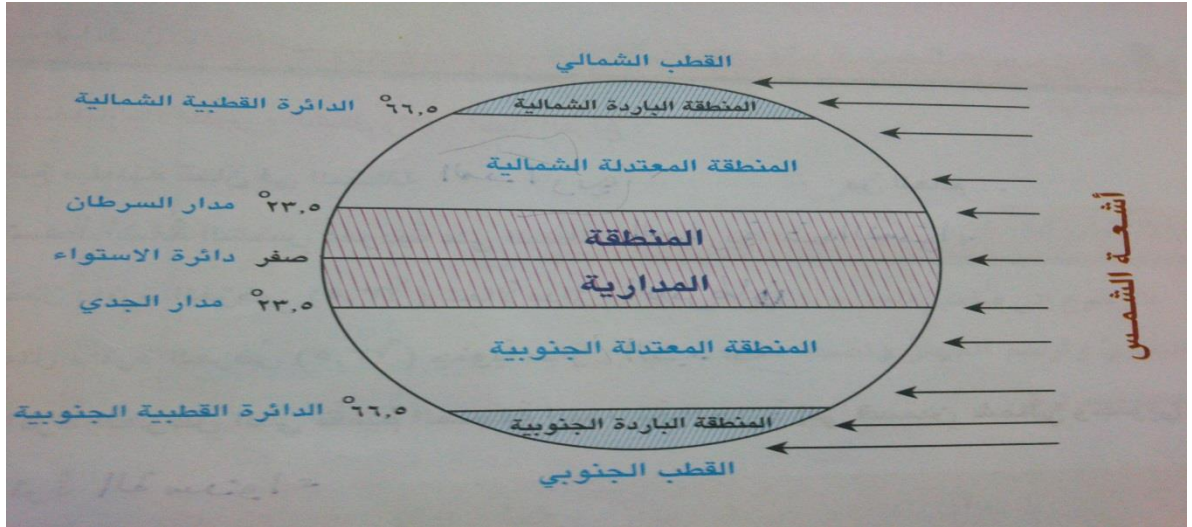 القطب الشمالي
المنطقة الباردة الشمالية
٦٦,٥° الدائرة القطبية الشمالية
المنطقة المعتدلة الشمالية
٢٣,٥° مدار السرطان
المنطقة
صفر دائرة الاستواء
المدارية
٢٣,٥° مدار الجدي
المنطقة المعتدلة الجنوبية
٦٦,٥° الدائرة القطبية الجنوبية
المنطقة الباردة الجنوبية
القطب الجنوبي
أشعة الشمس